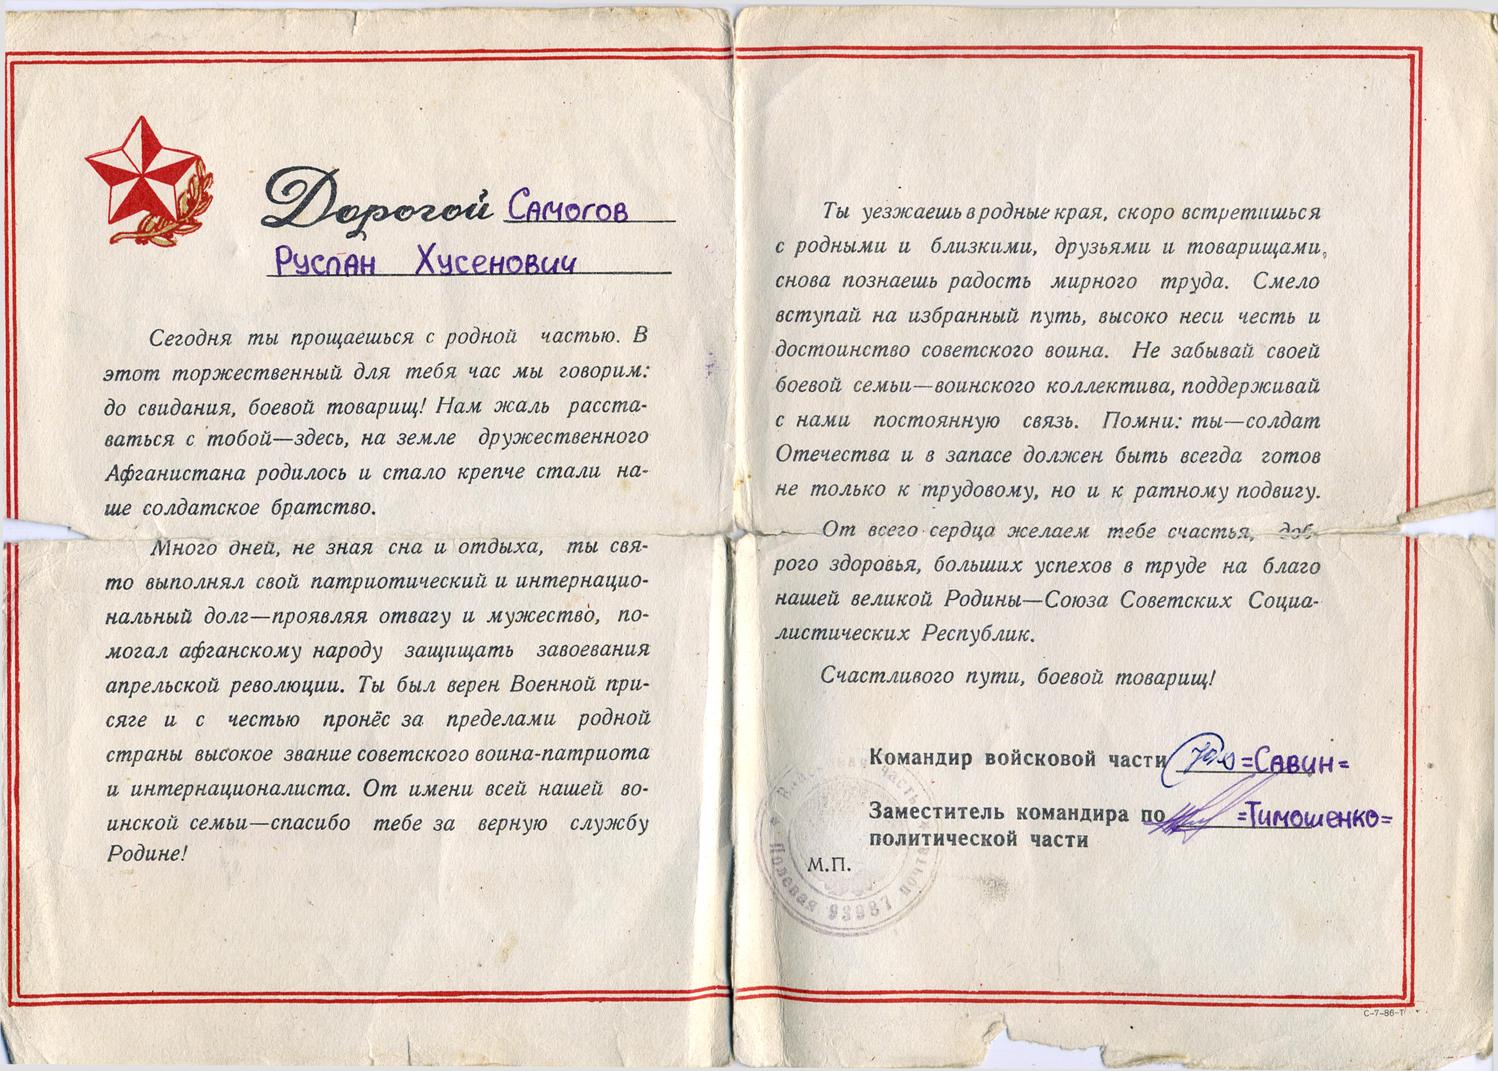 Дорогой Самогов
Руслан Хусенович
Сегодня ты прощаешься с родной частью. В
этот торжественный для тебя час мы говорим:
до свидания, боевой товарищ! Нам жаль расста-
ваться с тобой—здесь, на земле дружественного
Афганистана родилось и стало крепче стали на-
ше солдатское братство.
Много дней, не зная сна и отдыха, ты свя-
то выполнял свой патриотический и интернацио-
нальный долг—проявляя отвагу и мужество, по-
могал афганскому народу защищать завоевания
апрельской революции. Ты был верен Военной при-
сяге и с честью пронёс за пределами родной
страны высокое звание советского воина-патриота
и интернационалиста. От имени всей нашей во-
инской семьи—спасибо тебе за верную службу
Родине!
Ты уезжаешь в родные края, скоро встретишься
с родными и близкими, друзьями и товарищами,
снова познаешь радость мирного труда. Смело
вступай на избранный путь, высоко неси честь и
достоинство советского воина. Не забывай своей
боевой семьи—воинского коллектива, поддерживай
с нами постоянную связь. Помни: ты—солдат
Отечества и в запасе должен быть всегда готов
не только к трудовому, но и к ратному подвигу.
От всего сердца желаем тебе счастья, доб-
рого здоровья, больших успехов в труде на благо
нашей великой Родины—Союза Советских Социа-
листических Республик.
Счастливого пути, боевой товарищ!
Командир войсковой части =Савин=
Заместитель командира по =Тимошенко=
политической части
М.П.
часть
Полевая почта 93987
С-7-86-Т